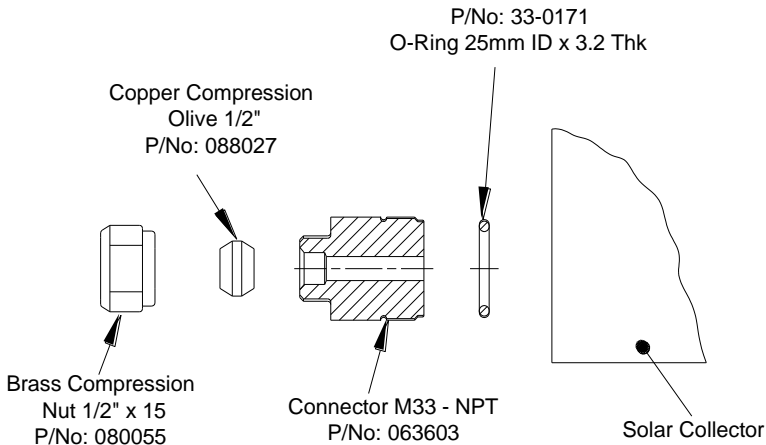 P/No: 33-0171
O-Ring 25mm ID x 3.2 Thk
Copper Compression
Olive 1/2"
P/No: 088027
Brass Compression
Nut 1/2" x 15
P/No: 080055
Connector M33 - NPT
P/No: 063603
Solar Collector